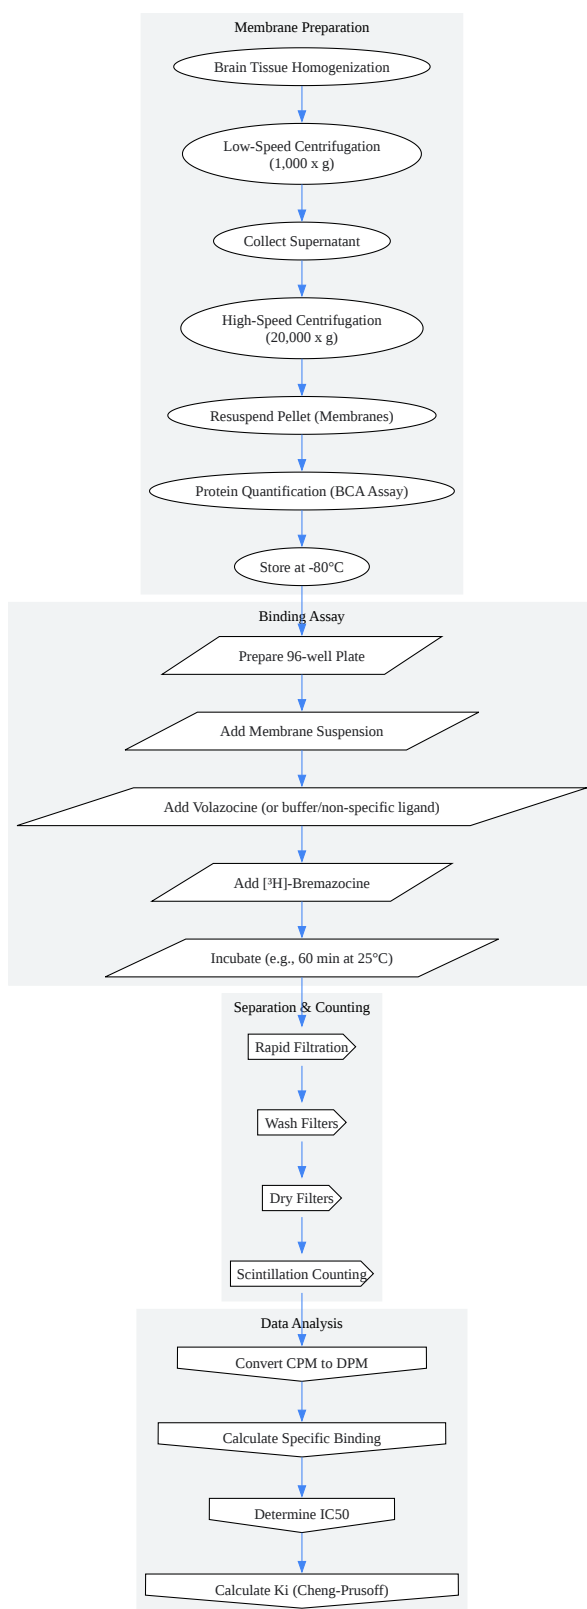 Membrane Preparation
Brain Tissue Homogenization
Low-Speed Centrifugation
(1,000 x g)
Collect Supernatant
High-Speed Centrifugation
(20,000 x g)
Resuspend Pellet (Membranes)
Protein Quantification (BCA Assay)
Store at -80°C
Binding Assay
Prepare 96-well Plate
Add Membrane Suspension
Add Volazocine (or buffer/non-specific ligand)
Add [³H]-Bremazocine
Incubate (e.g., 60 min at 25°C)
Separation & Counting
Rapid Filtration
Wash Filters
Dry Filters
Scintillation Counting
Data Analysis
Convert CPM to DPM
Calculate Specific Binding
Determine IC50
Calculate Ki (Cheng-Prusoff)